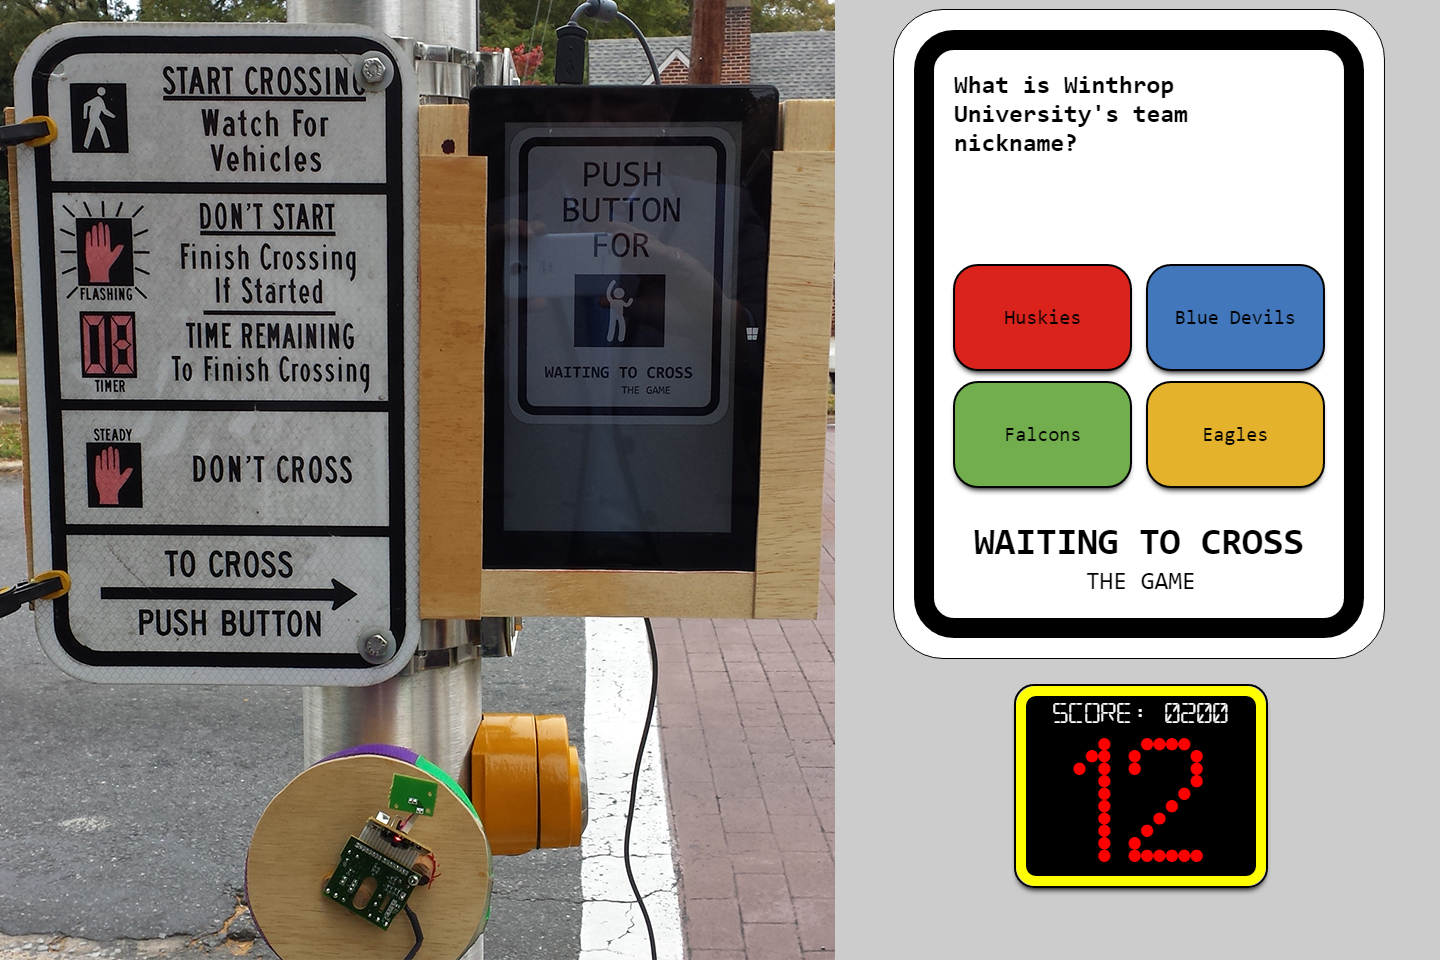 START CROSSING
Watch For
Vehicles
DON'T START
Finish Crossing
If Started
FLASHING
TIME REMAINING
To Finish Crossing
08
TIMER
STEADY
DON'T CROSS
TO CROSS
PUSH BUTTON
PUSH
BUTTON
FOR
WAITING TO CROSS
THE GAME
What is Winthrop
University's team
nickname?
Huskies
Blue Devils
Falcons
Eagles
WAITING TO CROSS
THE GAME
SCORE: 0200
12